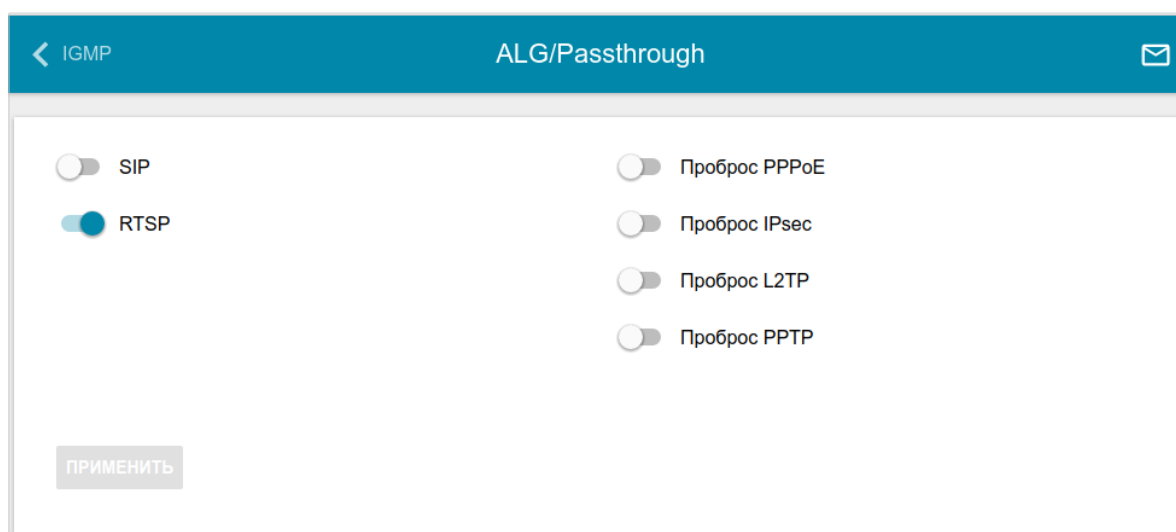 IGMP
ALG/Passthrough
SIP
RTSP
Проброс PPPoE
Проброс IPsec
Проброс L2TP
Проброс PPTP
ПРИМЕНИТЬ